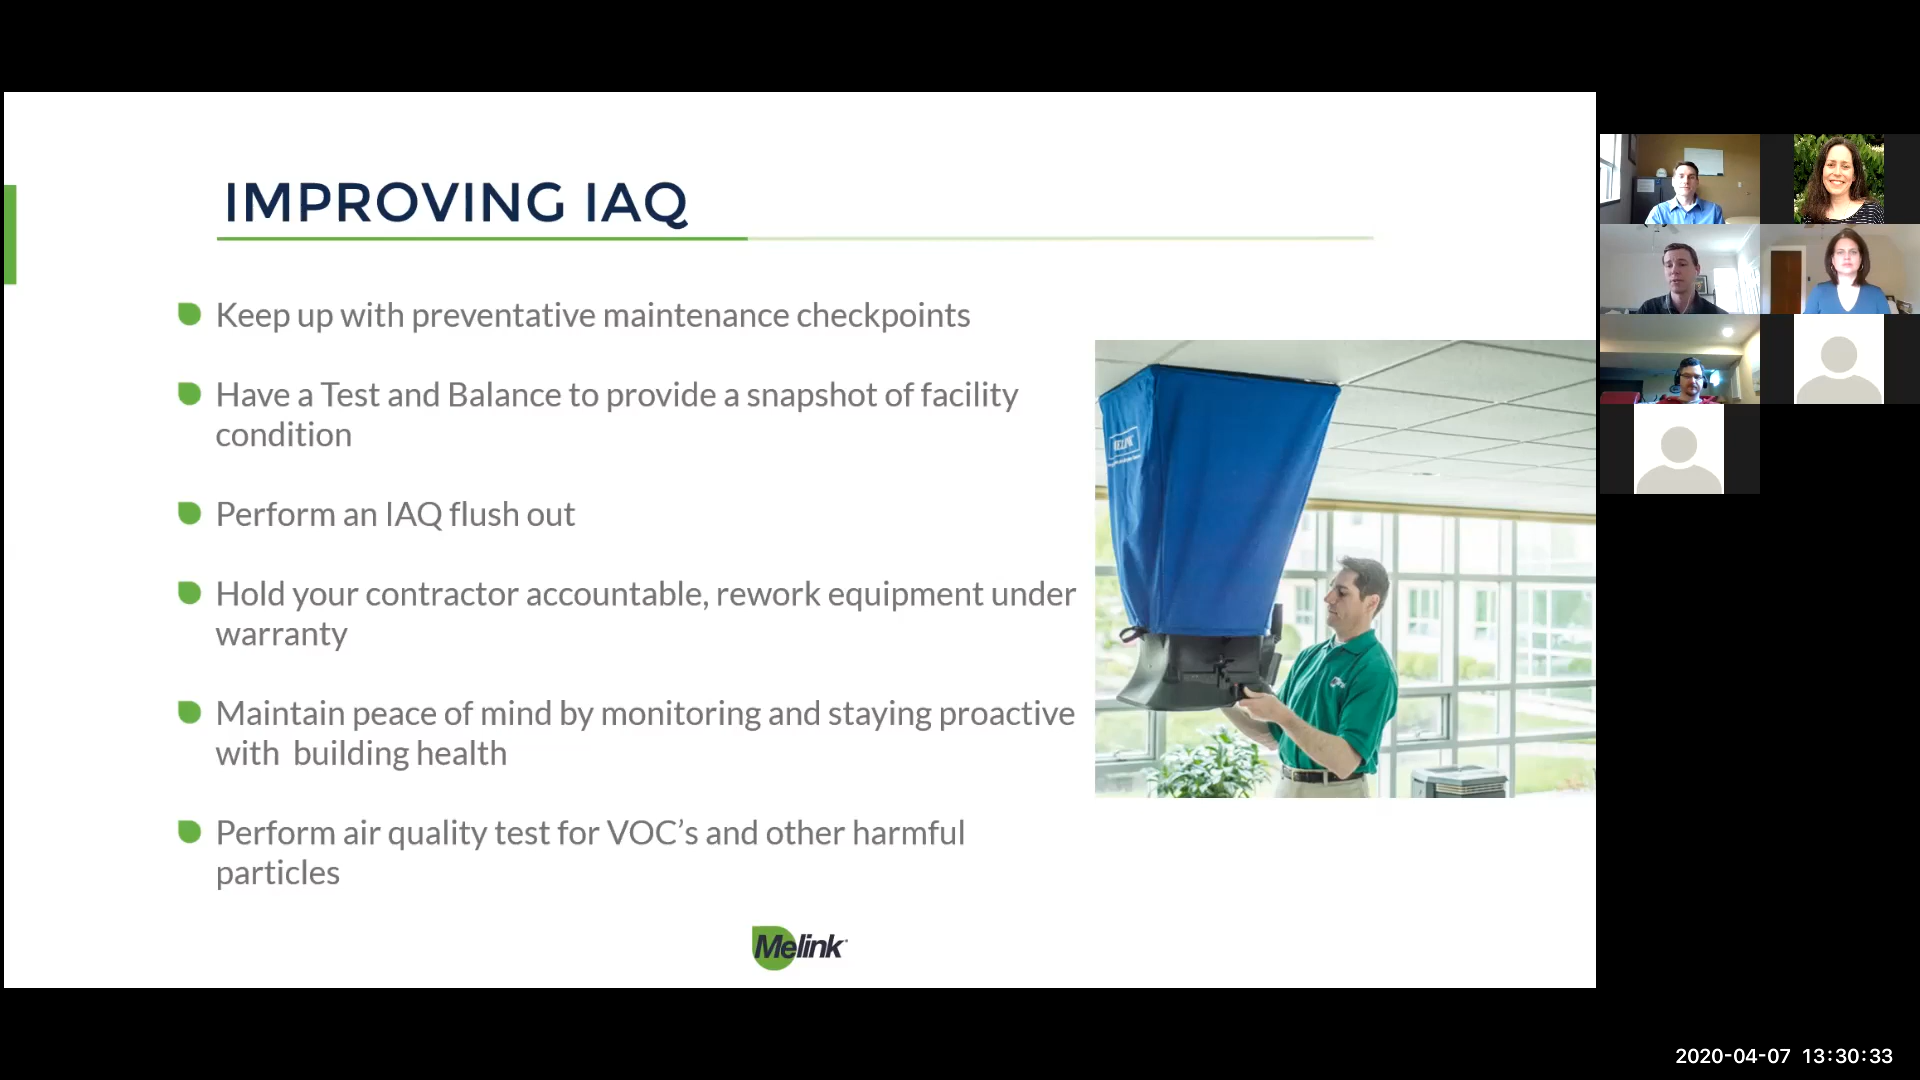 IMPROVING IAQ
Keep up with preventative maintenance checkpoints
Have a Test and Balance to provide a snapshot of facility
condition
Perform an IAQ flush out
Hold your contractor accountable, rework equipment under
warranty
Maintain peace of mind by monitoring and staying proactive
with  building health
Perform air quality test for VOC’s and other harmful
particles
MELINK
Melink
2020-04-07 13:30:33